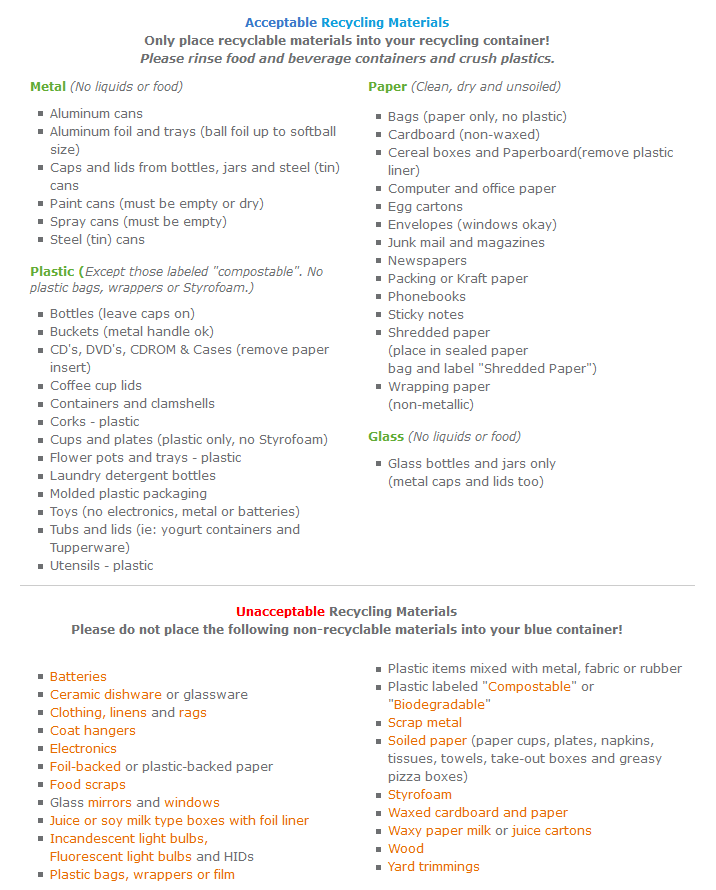 Acceptable Recycling Materials
Only place recyclable materials into your recycling container!
Please rinse food and beverage containers and crush plastics.
Metal (No liquids or food)
Aluminum cans
Aluminum foil and trays (ball foil up to softball
size)
Caps and lids from bottles, jars and steel (tin)
cans
Paint cans (must be empty or dry)
Spray cans (must be empty)
Steel (tin) cans
Plastic (Except those labeled "compostable". No
plastic bags, wrappers or Styrofoam.)
Bottles (leave caps on)
Buckets (metal handle ok)
CD's, DVD's, CDROM & Cases (remove paper
insert)
Coffee cup lids
Containers and clamshells
Corks - plastic
Cups and plates (plastic only, no Styrofoam)
Flower pots and trays - plastic
Laundry detergent bottles
Molded plastic packaging
Toys (no electronics, metal or batteries)
Tubs and lids (ie: yogurt containers and
Tupperware)
Utensils - plastic
Paper (Clean, dry and unsoiled)
Bags (paper only, no plastic)
Cardboard (non-waxed)
Cereal boxes and Paperboard(remove plastic
liner)
Computer and office paper
Egg cartons
Envelopes (windows okay)
Junk mail and magazines
Newspapers
Packing or Kraft paper
Phonebooks
Sticky notes
Shredded paper
(place in sealed paper
bag and label "Shredded Paper")
Wrapping paper
(non-metallic)
Glass (No liquids or food)
Glass bottles and jars only
(metal caps and lids too)
Unacceptable Recycling Materials
Please do not place the following non-recyclable materials into your blue container!
Batteries
Ceramic dishware or glassware
Clothing, linens and rags
Coat hangers
Electronics
Foil-backed or plastic-backed paper
Food scraps
Glass mirrors and windows
Juice or soy milk type boxes with foil liner
Incandescent light bulbs,
Fluorescent light bulbs and HIDs
Plastic bags, wrappers or film
Plastic items mixed with metal, fabric or rubber
Plastic labeled "Compostable" or
"Biodegradable"
Scrap metal
Soiled paper (paper cups, plates, napkins,
tissues, towels, take-out boxes and greasy
pizza boxes)
Styrofoam
Waxed cardboard and paper
Waxy paper milk or juice cartons
Wood
Yard trimmings